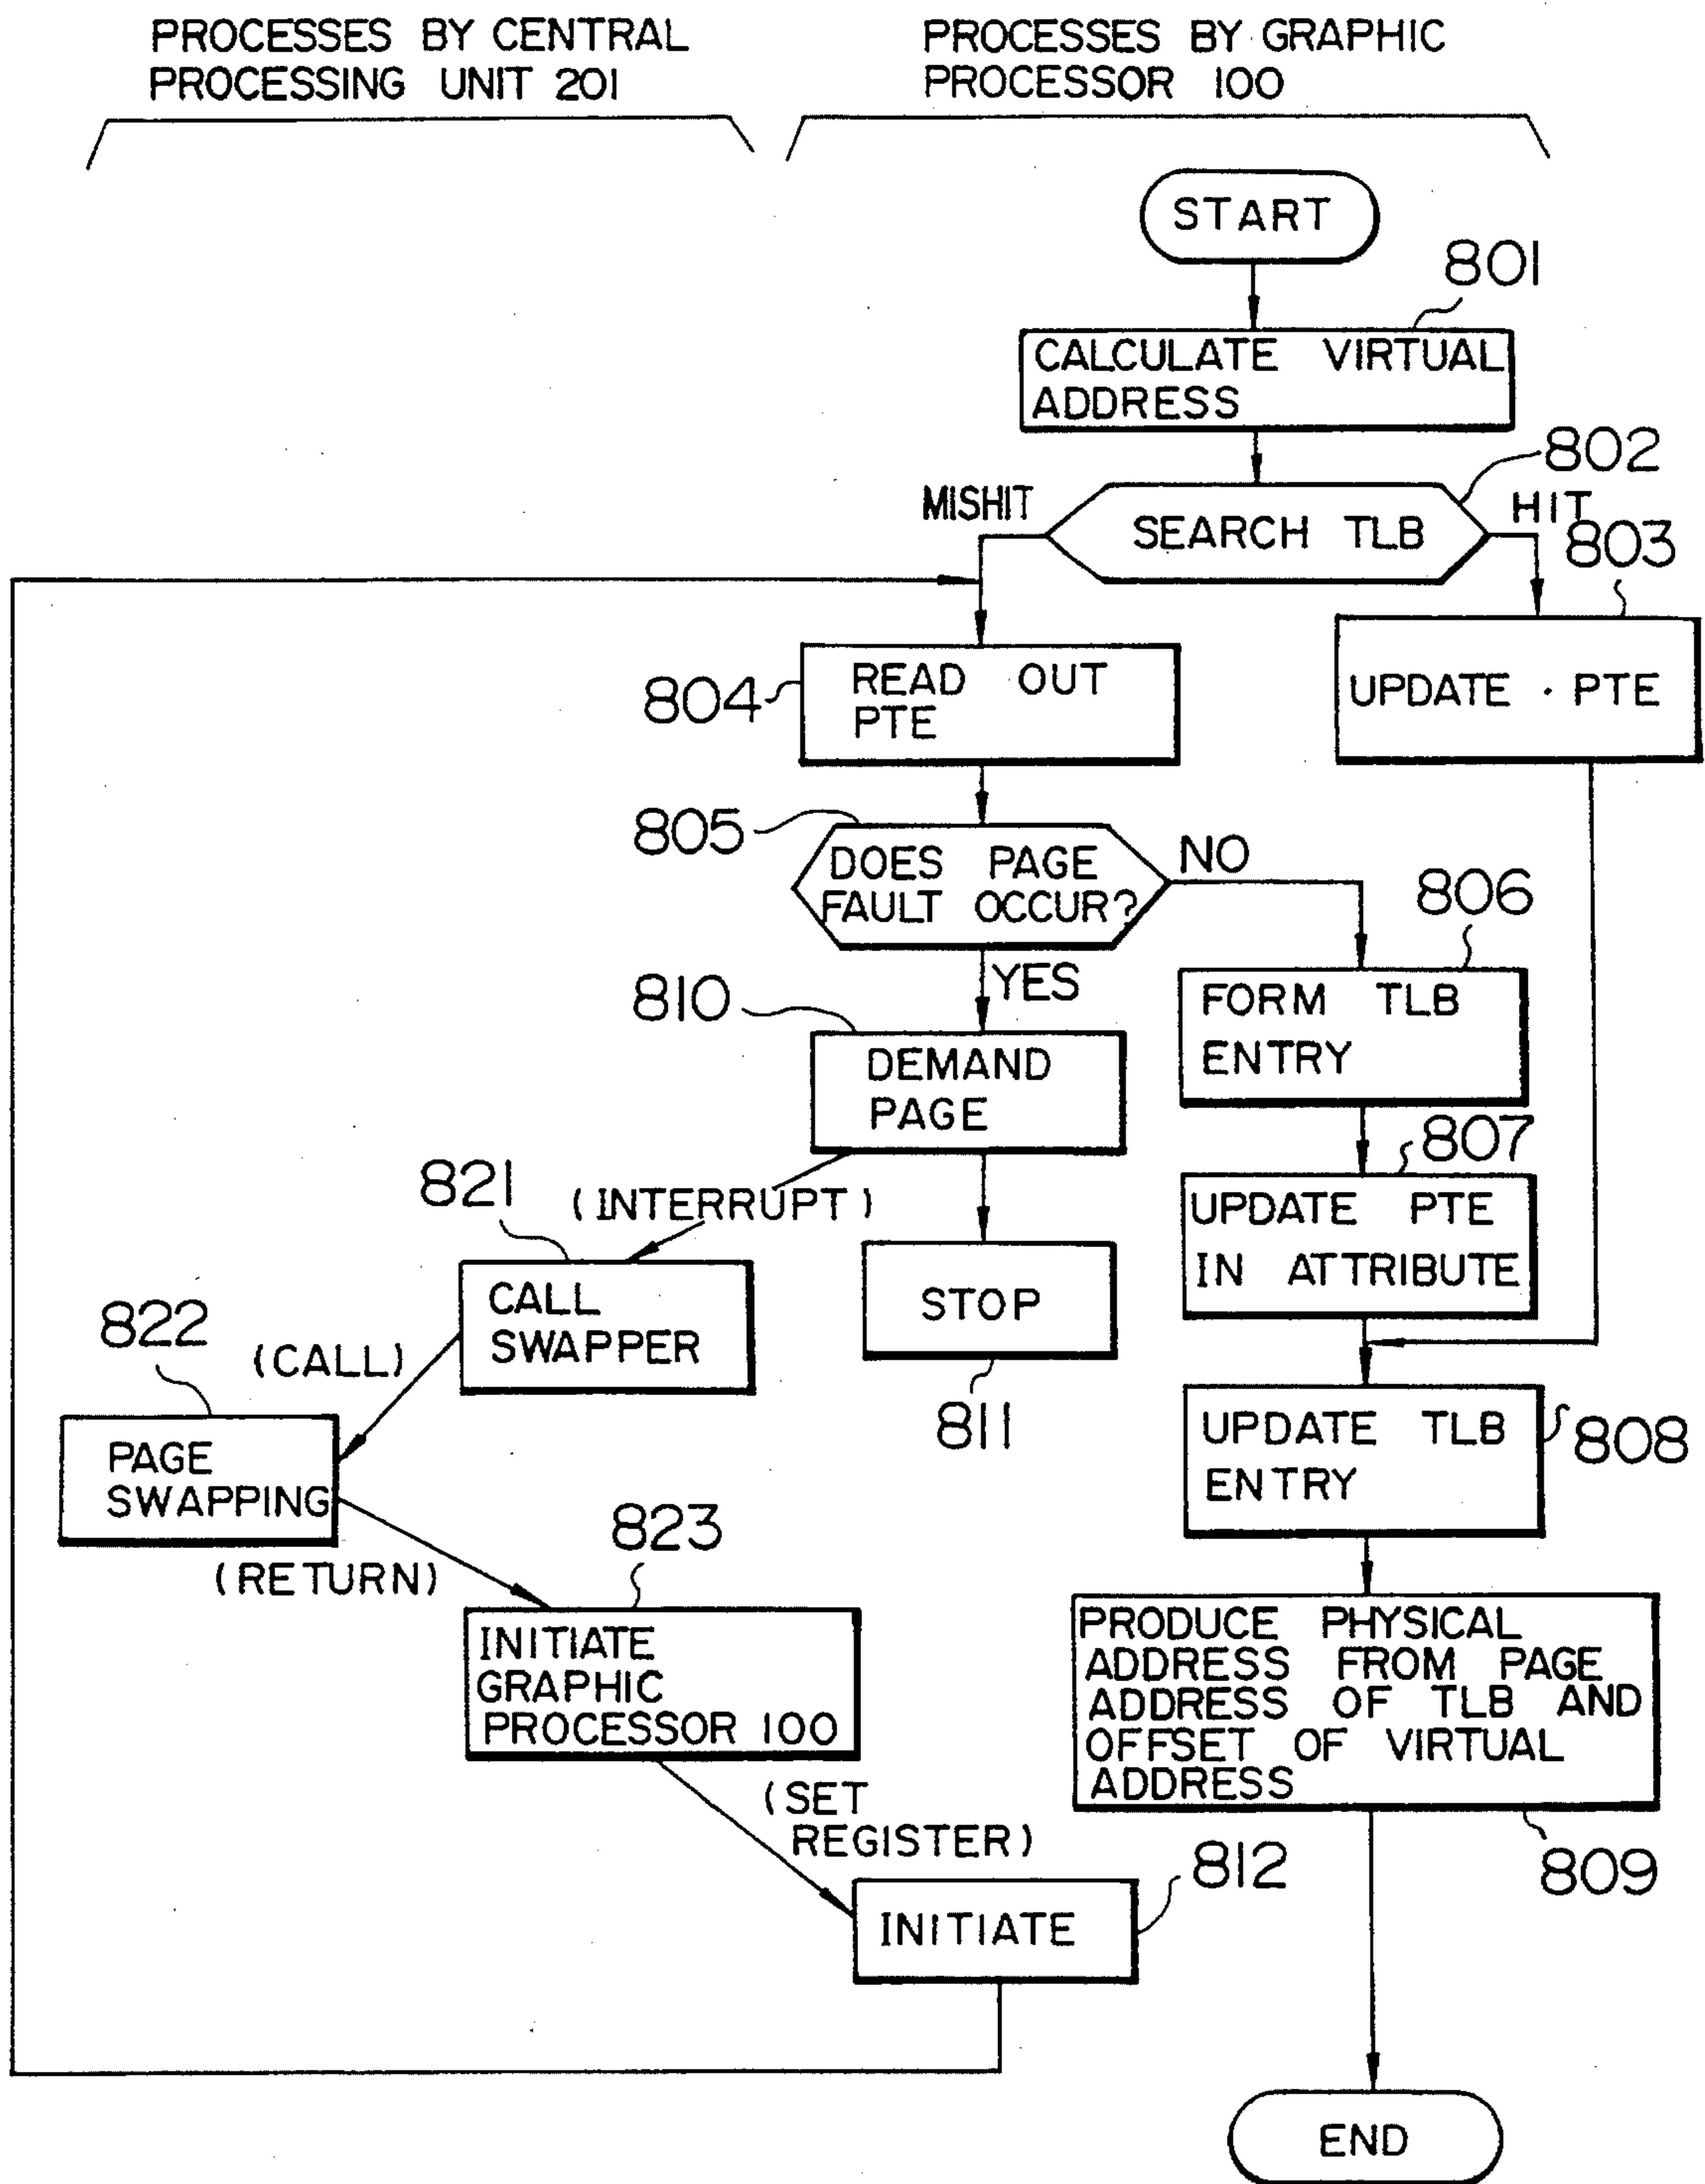 PROCESSES BY CENTRAL
PROCESSING UNIT 201
PROCESSES BY GRAPHIC
PROCESSOR 100
START
801
CALCULATE VIRTUAL
ADDRESS
802
MISHIT
SEARCH TLB
HIT
803
UPDATE PTE
804
READ OUT
PTE
805
DOES PAGE
FAULT OCCUR?
NO
806
YES
FORM TLB
ENTRY
810
DEMAND
PAGE
807
UPDATE PTE
IN ATTRIBUTE
821
(INTERRUPT)
CALL
SWAPPER
STOP
811
822
(CALL)
PAGE
SWAPPING
UPDATE TLB
ENTRY
808
(RETURN)
823
INITIATE
GRAPHIC
PROCESSOR 100
PRODUCE PHYSICAL
ADDRESS FROM PAGE
ADDRESS OF TLB AND
OFFSET OF VIRTUAL
ADDRESS
809
(SET
REGISTER)
812
INITIATE
END